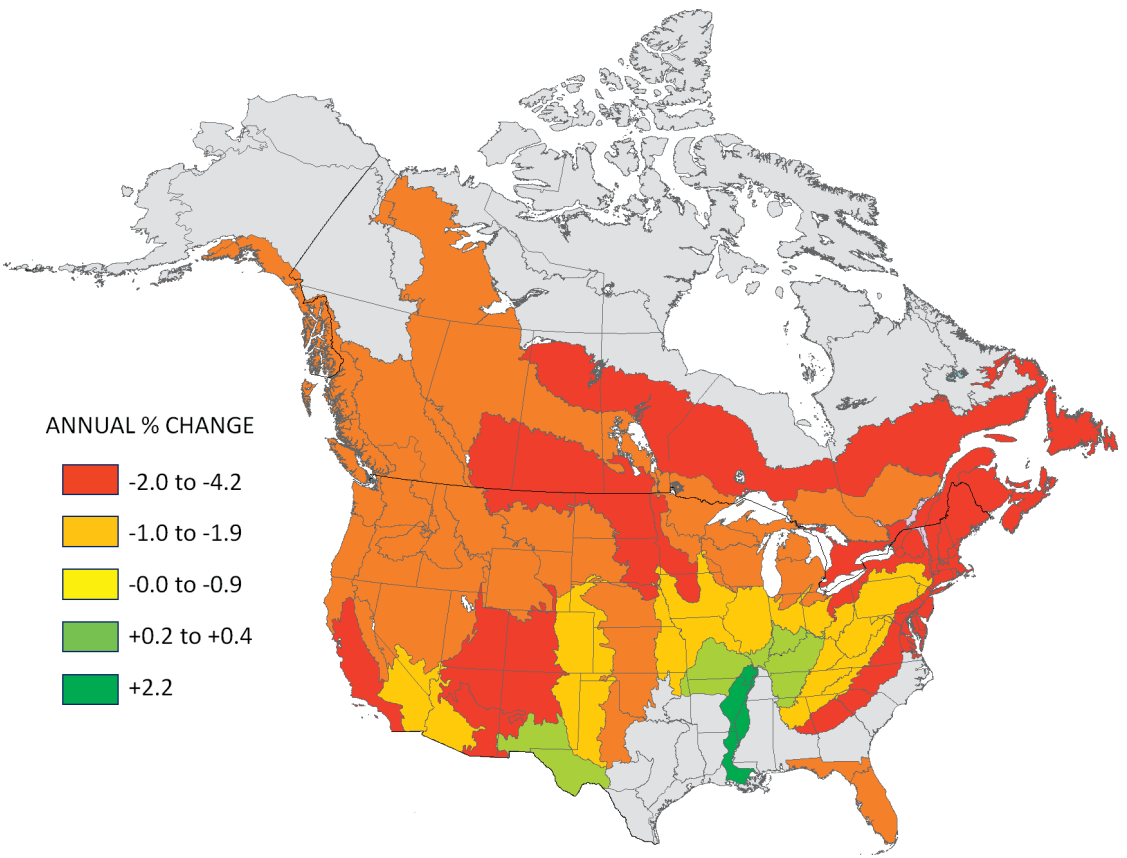 ANNUAL % CHANGE
-2.0 to -4.2
-1.0 to -1.9
-0.0 to -0.9
+0.2 to +0.4
+2.2